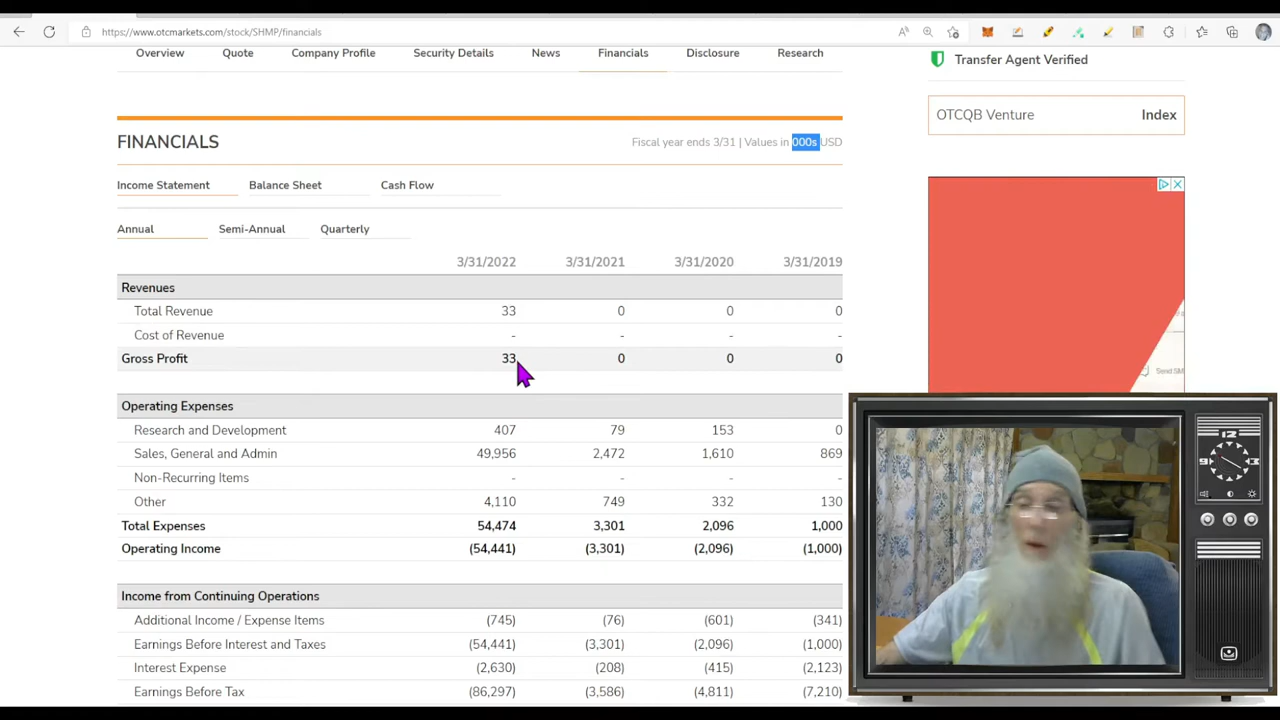 https://www.otcmarkets.com/stock/SHMP/financials
Overview Quote Company Profile Security Details News Financials Disclosure Research
Transfer Agent Verified
OTCQB Venture Index
FINANCIALS Fiscal year ends 3/31 | Values in 000s USD
Income Statement Balance Sheet Cash Flow
Annual Semi-Annual Quarterly
3/31/2022 3/31/2021 3/31/2020 3/31/2019
Revenues
Total Revenue 33 0 0 0
Cost of Revenue - - - -
Gross Profit 33 0 0 0
Operating Expenses
Research and Development 407 79 153 0
Sales, General and Admin 49,956 2,472 1,610 869
Non-Recurring Items - - - -
Other 4,110 749 332 130
Total Expenses 54,474 3,301 2,096 1,000
Operating Income (54,441) (3,301) (2,096) (1,000)
Income from Continuing Operations
Additional Income / Expense Items (745) (76) (601) (341)
Earnings Before Interest and Taxes (54,441) (3,301) (2,096) (1,000)
Interest Expense (2,630) (208) (415) (2,123)
Earnings Before Tax (86,297) (3,586) (4,811) (7,210)
12
9 3